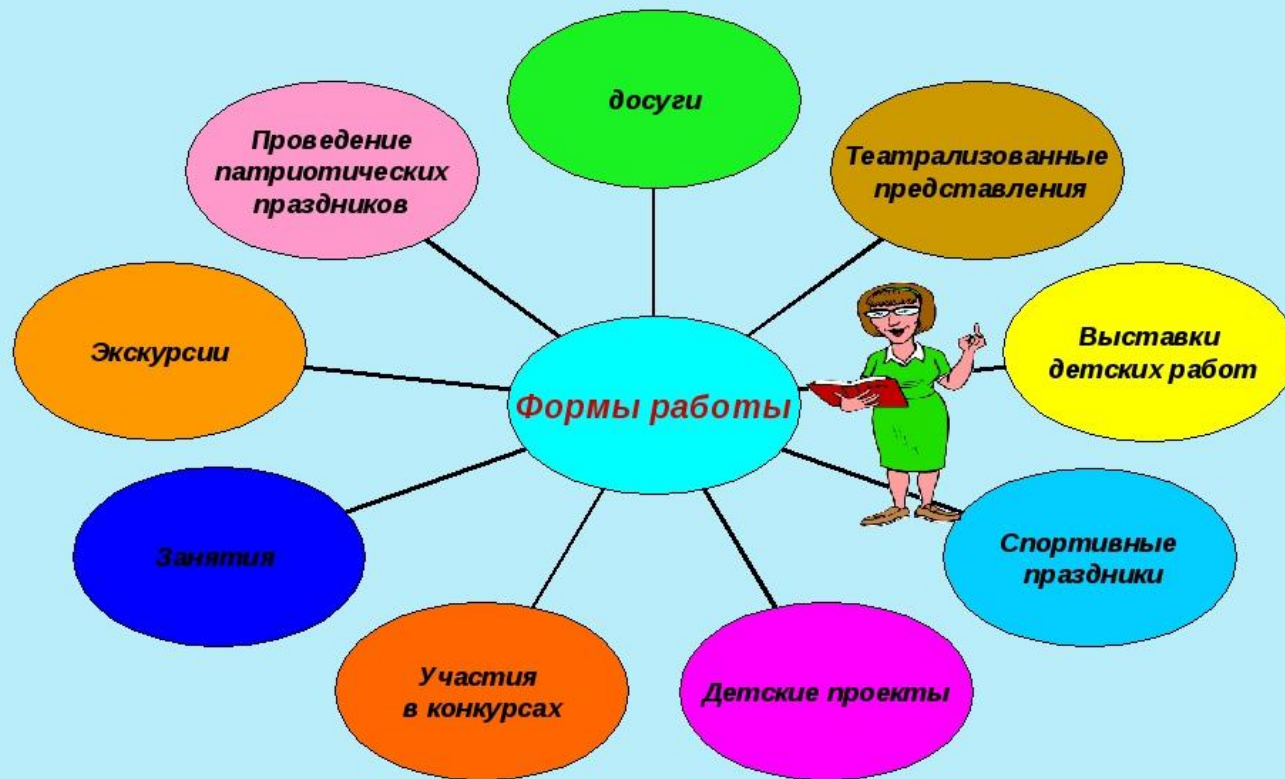 досуги
Проведение
патриотических
праздников
Театрализованные
представления
Экскурсии
Выставки
детских работ
Формы работы
Занятия
Спортивные
праздники
Участия
в конкурсах
Детские проекты